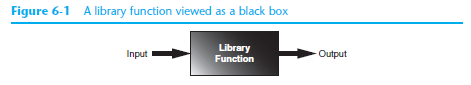 Figure 6-1 A library function viewed as a black box
Input
Library
Function
Output